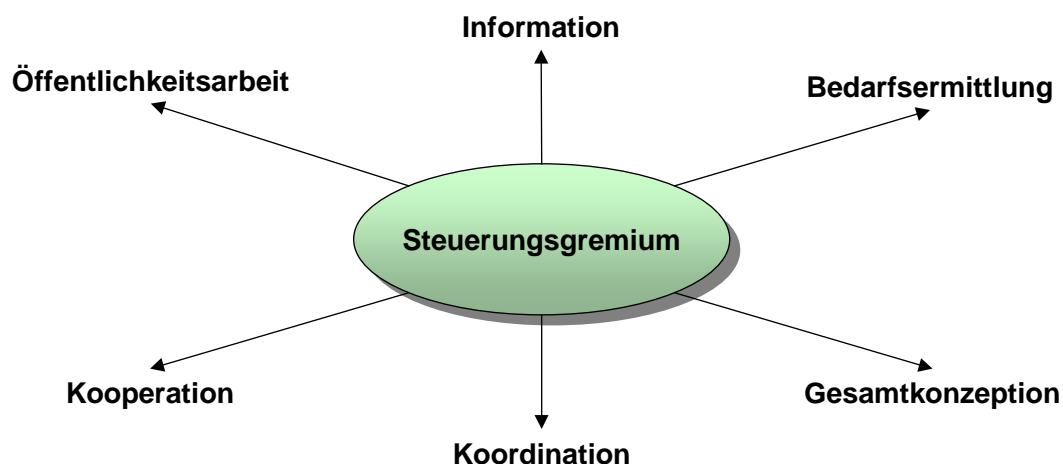 Information
Öffentlichkeitsarbeit
Bedarfsermittlung
Steuerungsgremium
Kooperation
Gesamtkonzeption
Koordination